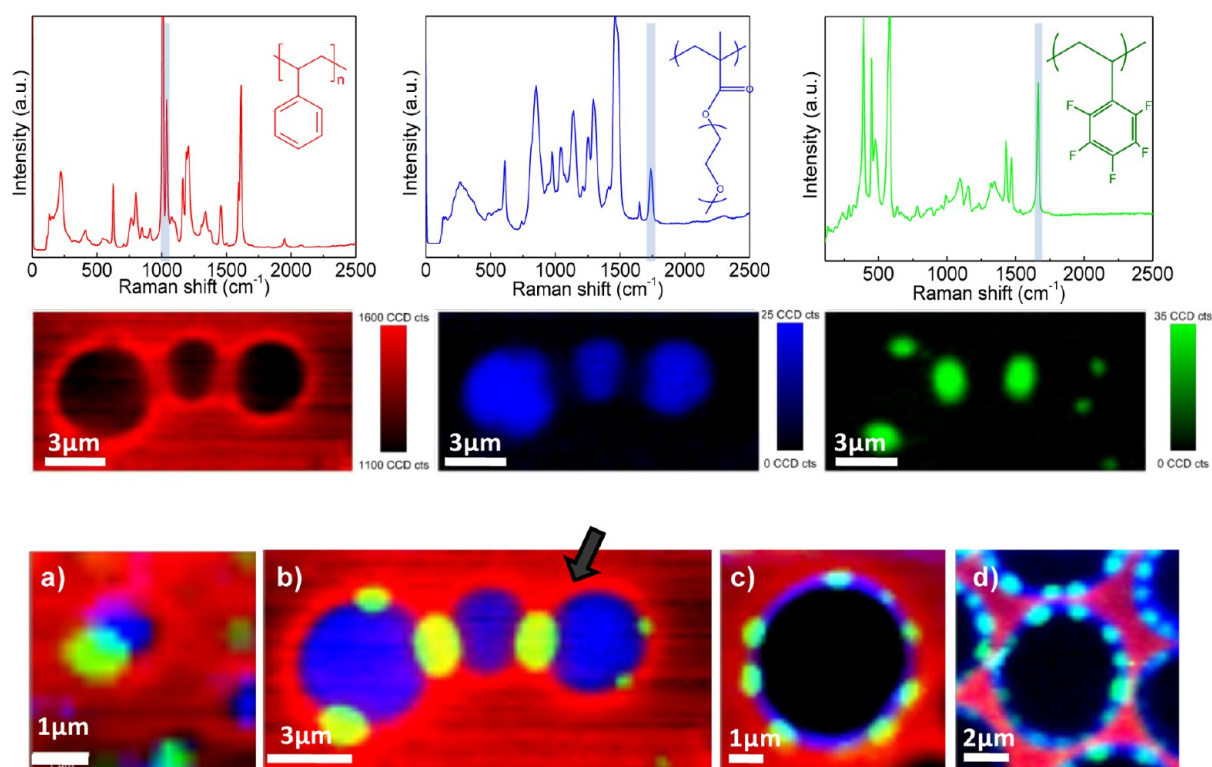 Intensity (a.u.)
n
0 500 1000 1500 2000 2500
Raman shift (cm⁻¹)
Intensity (a.u.)
O
O
O
0 500 1000 1500 2000 2500
Raman shift (cm⁻¹)
Intensity (a.u.)
F F
F F
F
500 1000 1500 2000 2500
Raman shift (cm⁻¹)
1600 CCD cts
3µm
1100 CCD cts
25 CCD cts
3µm
0 CCD cts
35 CCD cts
3µm
0 CCD cts
a)
1µm
b)
3µm
c)
1µm
d)
2µm